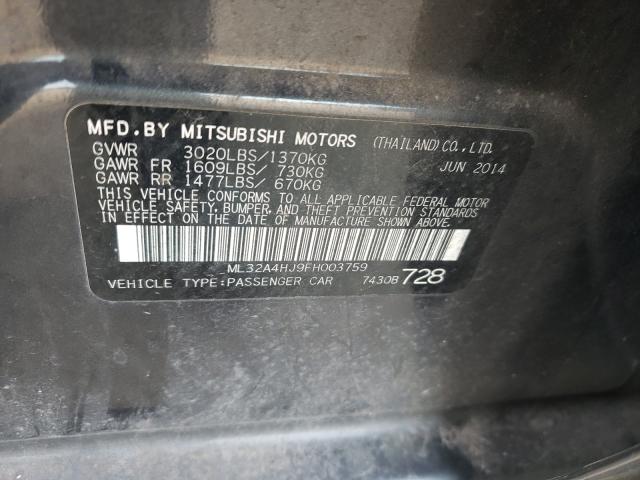 MFD.BY MITSUBISHI MOTORS (THAILAND) CO., LTD.
GVWR 3020LBS/1370KG JUN 2014
GAWR FR 1609LBS/ 730KG
GAWR RR 1477LBS/ 670KG
THIS VEHICLE CONFORMS TO ALL APPLICABLE FEDERAL MOTOR
VEHICLE SAFETY, BUMPER, AND THEFT PREVENTION STANDARDS
IN EFFECT ON THE DATE OF MANUFACTURE SHOWN ABOVE.
ML32A4HJ9FH003759
VEHICLE TYPE:PASSENGER CAR 7430B 728